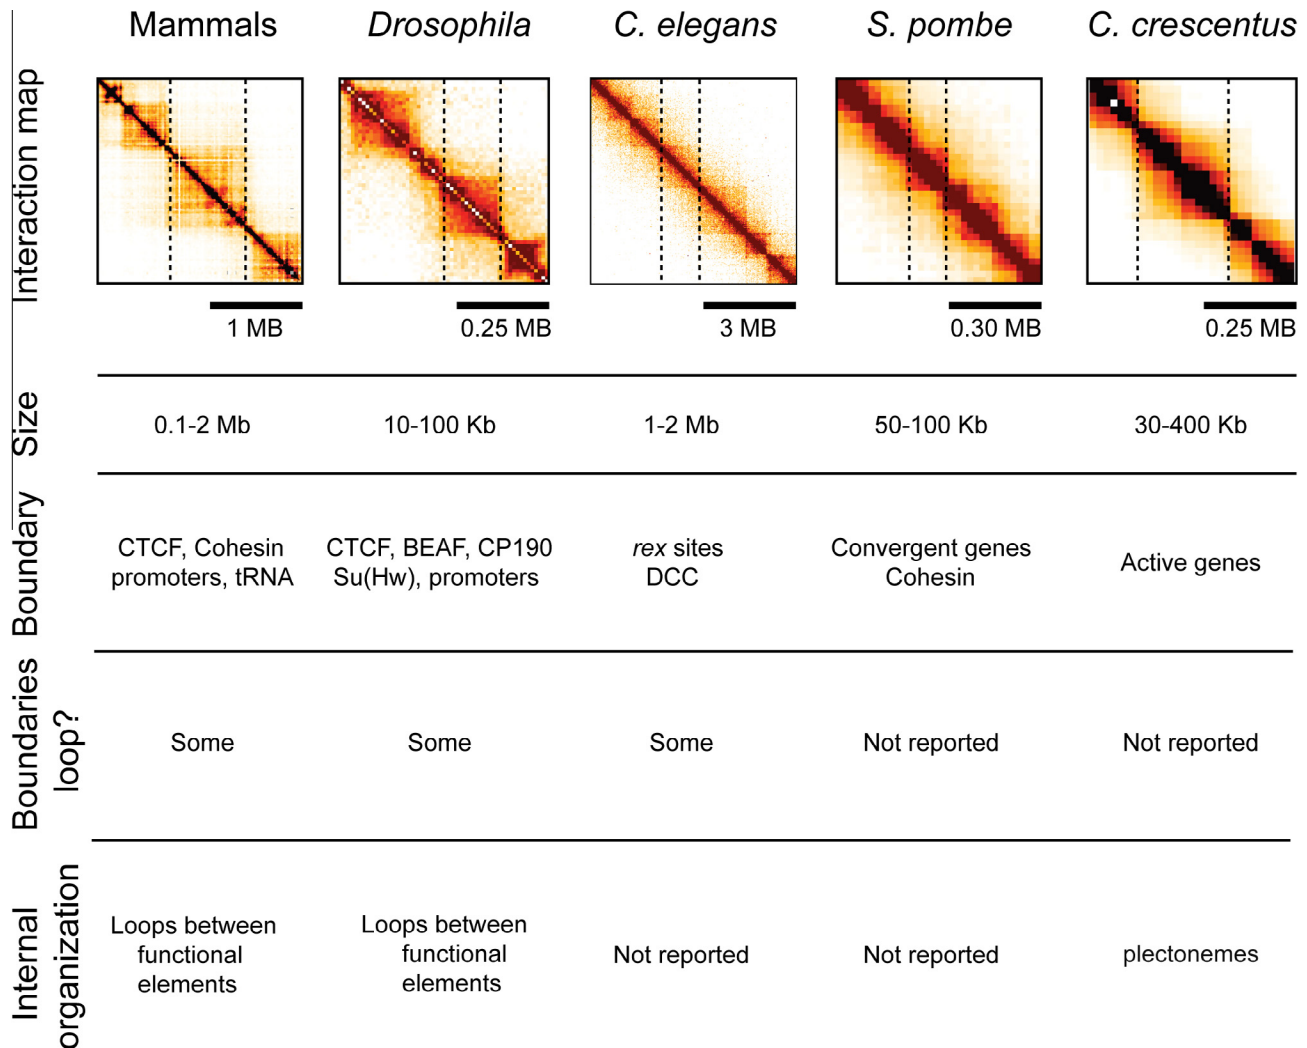 Mammals
Drosophila
C. elegans
S. pombe
C. crescentus
Interaction map
1 MB
0.25 MB
3 MB
0.30 MB
0.25 MB
Size
0.1-2 Mb
10-100 Kb
1-2 Mb
50-100 Kb
30-400 Kb
Boundary
CTCF, Cohesin
promoters, tRNA
CTCF, BEAF, CP190
Su(Hw), promoters
rex sites
DCC
Convergent genes
Cohesin
Active genes
Boundaries
loop?
Some
Some
Some
Not reported
Not reported
Internal
organization
Loops between
functional
elements
Loops between
functional
elements
Not reported
Not reported
plectonemes